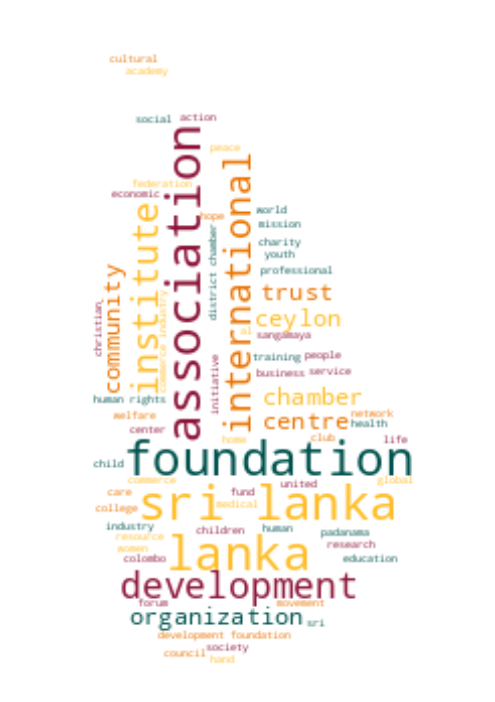 cultural
academy
social
action
association
peace
international
federation
economic
institute
hope
world
mission
district chamber
charity
youth
professional
community
trust
commerce industry
christian
ceylon
sangamaya
initiative
training
people
business
service
human rights
chamber
welfare
centre
network
health
center
club
life
home
foundation
child
commerce
global
care
united
fund
sri lanka
college
medical
industry
children
human
padanama
resource
lanka
research
women
colombo
education
development
forum
movement
organization
sri
development foundation
society
council
hand